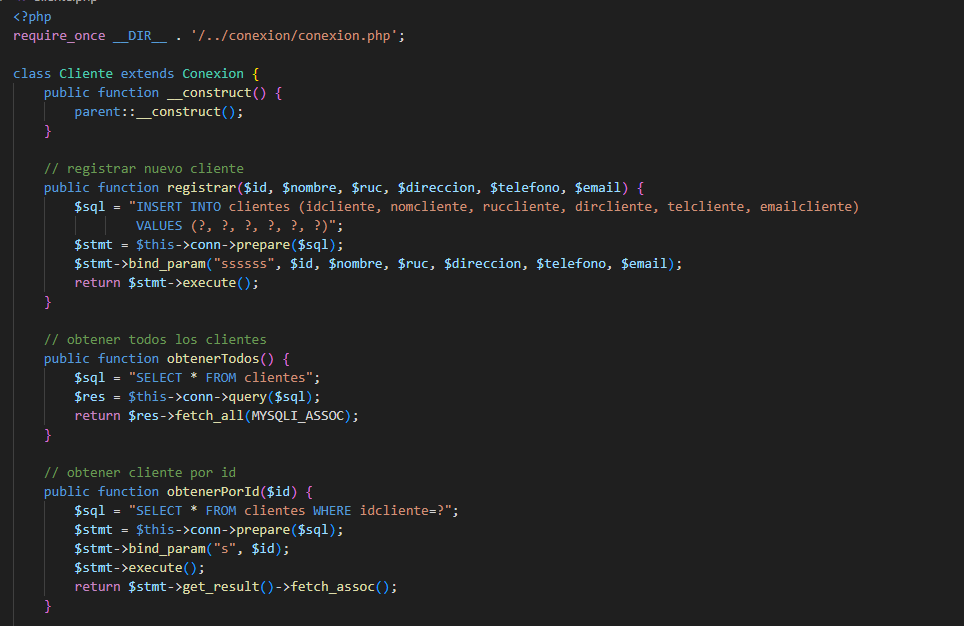 <?php
require_once __DIR__ . '/../conexion/conexion.php';

class Cliente extends Conexion {
    public function __construct() {
        parent::__construct();
    }

    // registrar nuevo cliente
    public function registrar($id, $nombre, $ruc, $direccion, $telefono, $email) {
        $sql = "INSERT INTO clientes (idcliente, nomcliente, ruccliente, dircliente, telcliente, emailcliente)
                VALUES (?, ?, ?, ?, ?, ?)";
        $stmt = $this->conn->prepare($sql);
        $stmt->bind_param("ssssss", $id, $nombre, $ruc, $direccion, $telefono, $email);
        return $stmt->execute();
    }

    // obtener todos los clientes
    public function obtenerTodos() {
        $sql = "SELECT * FROM clientes";
        $res = $this->conn->query($sql);
        return $res->fetch_all(MYSQLI_ASSOC);
    }

    // obtener cliente por id
    public function obtenerPorId($id) {
        $sql = "SELECT * FROM clientes WHERE idcliente=?";
        $stmt = $this->conn->prepare($sql);
        $stmt->bind_param("s", $id);
        $stmt->execute();
        return $stmt->get_result()->fetch_assoc();
    }